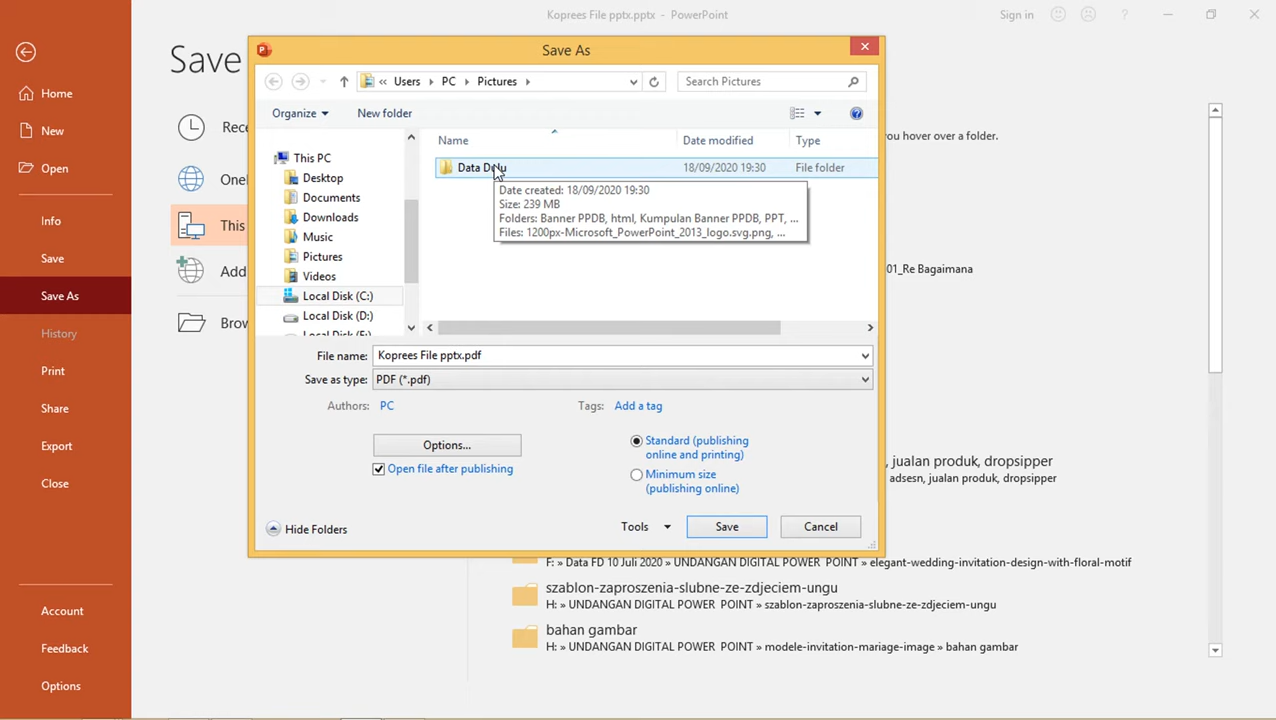 Koprees File pptx.pptx - PowerPoint
Sign in
?
Home
New
Open
Info
Save
Save As
History
Print
Share
Export
Close
Account
Feedback
Options
Save
Rece
This
Add
Brow
you hover over a folder.
01_Re Bagaimana
, jualan produk, dropsipper
adsesn, jualan produk, dropsipper
F: » Data FD 10 Juli 2020 » UNDANGAN DIGITAL POWER POINT » elegant-wedding-invitation-design-with-floral-motif
szablon-zaproszenia-slubne-ze-zdjeciem-ungu
H: » UNDANGAN DIGITAL POWER POINT » szablon-zaproszenia-slubne-ze-zdjeciem-ungu
bahan gambar
H: » UNDANGAN DIGITAL POWER POINT » modele-invitation-mariage-image » bahan gambar
Save As
« Users PC Pictures
Search Pictures
Organize
New folder
This PC
Desktop
Documents
Downloads
Music
Pictures
Videos
Local Disk (C:)
Local Disk (D:)
Name Date modified Type
Data 18/09/2020 19:30 File folder
Date created: 18/09/2020 19:30
Size: 239 MB
Folders: Banner PPDB, html, Kumpulan Banner PPDB, PPT, ...
Files: 1200px-Microsoft_PowerPoint_2013_logo.svg.png, ...
File name: Koprees File pptx.pdf
Save as type: PDF (*.pdf)
Authors: PC
Tags: Add a tag
Options...
Open file after publishing
Standard (publishing
online and printing)
Minimum size
(publishing online)
Hide Folders
Tools
Save
Cancel